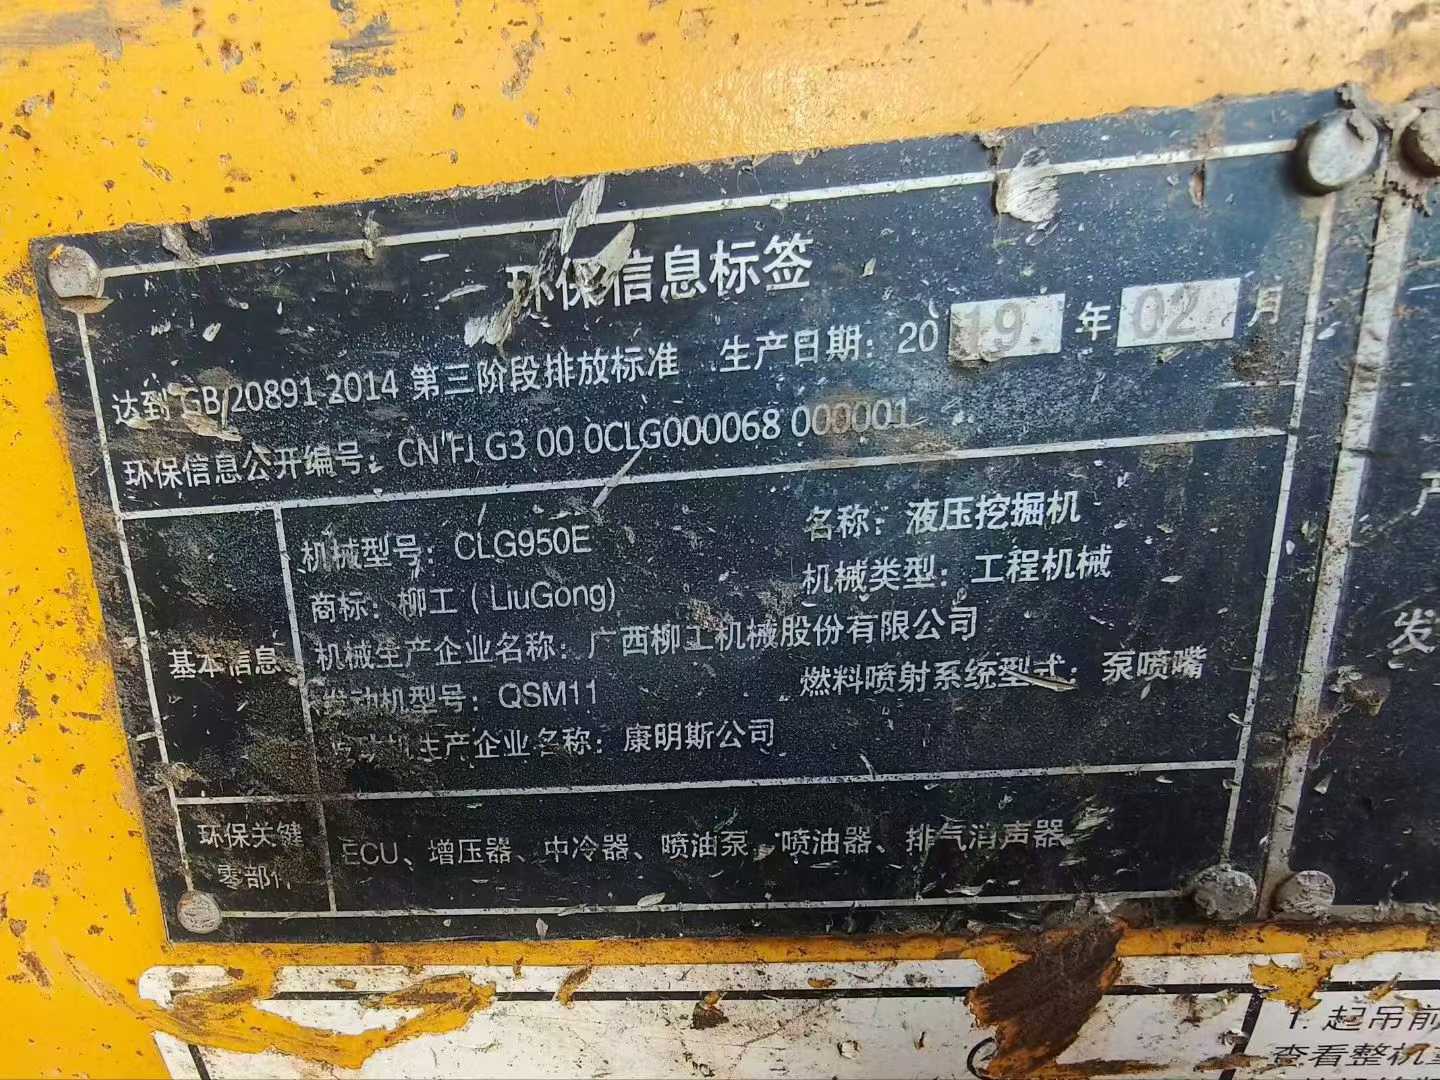 环保信息标签
达到 GB/20891-2014 第三阶段排放标准 生产日期：2019 年 02 月
环保信息公开编号：CN FJ G3 00 0CLG000068 000001
基本信息
机械型号：CLG950E 名称：液压挖掘机
商标：柳工（LiuGong） 机械类型：工程机械
机械生产企业名称：广西柳工机械股份有限公司
发动机型号：QSM11 燃料喷射系统型式：泵喷嘴
发动机生产企业名称：康明斯公司
环保关键
零部件
ECU、增压器、中冷器、喷油泵、喷油器、排气消声器
产
发
1. 起吊前
查看整机